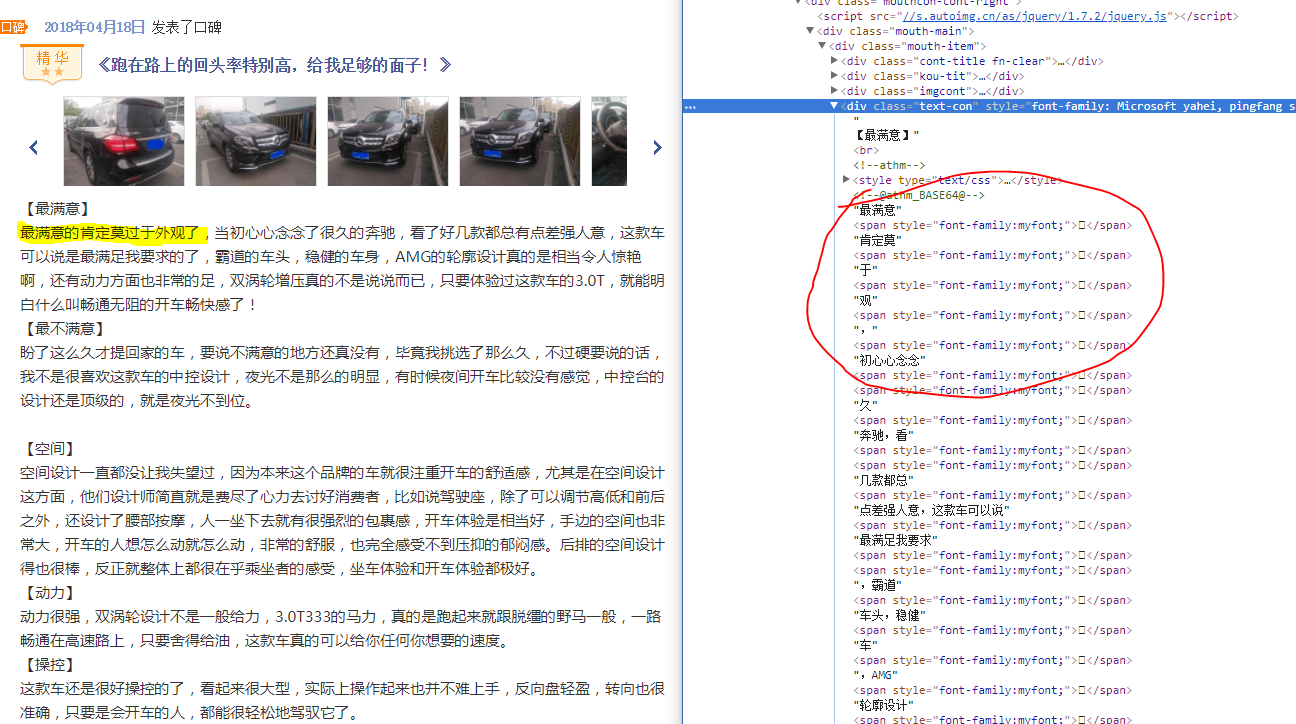 口碑 2018年04月18日 发表了口碑
精华
《跑在路上的回头率特别高，给我足够的面子！》
【最满意】
最满意的肯定莫过于外观了，当初心心念念了很久的奔驰，看了好几款都总有点差强人意，这款车
可以说是最满足我要求的了，霸道的车头，稳健的车身，AMG的轮廓设计真的是相当令人惊艳
啊，还有动力方面也非常的足，双涡轮增压真的不是说说而已，只要体验过这款车的3.0T，就能明
白什么叫畅通无阻的开车畅快感了！
【最不满意】
盼了这么久才提回家的车，要说不满意的地方还真没有，毕竟我挑选了那么久，不过硬要说的话，
我不是很喜欢这款车的中控设计，夜光不是那么的明显，有时候夜间开车比较没有感觉，中控台的
设计还是顶级的，就是夜光不到位。
【空间】
空间设计一直都没让我失望过，因为本来这个品牌的车就很注重开车的舒适感，尤其是在空间设计
这方面，他们设计师简直就是费尽了心力去讨好消费者，比如说驾驶座，除了可以调节高低和前后
之外，还设计了腰部按摩，人一坐下去就有很强烈的包裹感，开车体验是相当好，手边的空间也非
常大，开车的人想怎么动就怎么动，非常的舒服，也完全感受不到压抑的郁闷感。后排的空间设计
得也很棒，反正就整体上都很在乎乘坐者的感受，坐车体验和开车体验都极好。
【动力】
动力很强，双涡轮设计不是一般给力，3.0T333的马力，真的是跑起来就跟脱缰的野马一般，一路
畅通在高速路上，只要舍得给油，这款车真的可以给你任何你想要的速度。
【操控】
这款车还是很好操控的了，看起来很大型，实际上操作起来也并不难上手，反向盘轻盈，转向也很
准确，只要是会开车的人，都能很轻松地驾驭它了。
<div class="mouthcon-cont-right">
<script src="//s.autoimg.cn/as/jquery/1.7.2/jquery.js"></script>
<div class="mouth-main">
<div class="mouth-item">
<div class="cont-title fn-clear">…</div>
<div class="kou-tit">…</div>
<div class="imgcont">…</div>
<div class="text-con" style="font-family: Microsoft yahei, pingfang s
"
【最满意】"
<br>
<!--athm-->
<style type="text/css">…</style>
<!--@athm_BASE64@-->
"最满意"
<span style="font-family:myfont;">□</span>
"肯定莫"
<span style="font-family:myfont;">□</span>
"于"
<span style="font-family:myfont;">□</span>
"观"
<span style="font-family:myfont;">□</span>
"，"
<span style="font-family:myfont;">□</span>
"初心心念念"
<span style="font-family:myfont;">□</span>
<span style="font-family:myfont;">□</span>
"久"
<span style="font-family:myfont;">□</span>
"奔驰，看"
<span style="font-family:myfont;">□</span>
<span style="font-family:myfont;">□</span>
"几款都总"
<span style="font-family:myfont;">□</span>
"点差强人意，这款车可以说"
<span style="font-family:myfont;">□</span>
"最满足我要求"
<span style="font-family:myfont;">□</span>
<span style="font-family:myfont;">□</span>
"，霸道"
<span style="font-family:myfont;">□</span>
"车头，稳健"
<span style="font-family:myfont;">□</span>
"车"
<span style="font-family:myfont;">□</span>
"，AMG"
<span style="font-family:myfont;">□</span>
"轮廓设计"
<span style="font-family:myfont;">□</span>